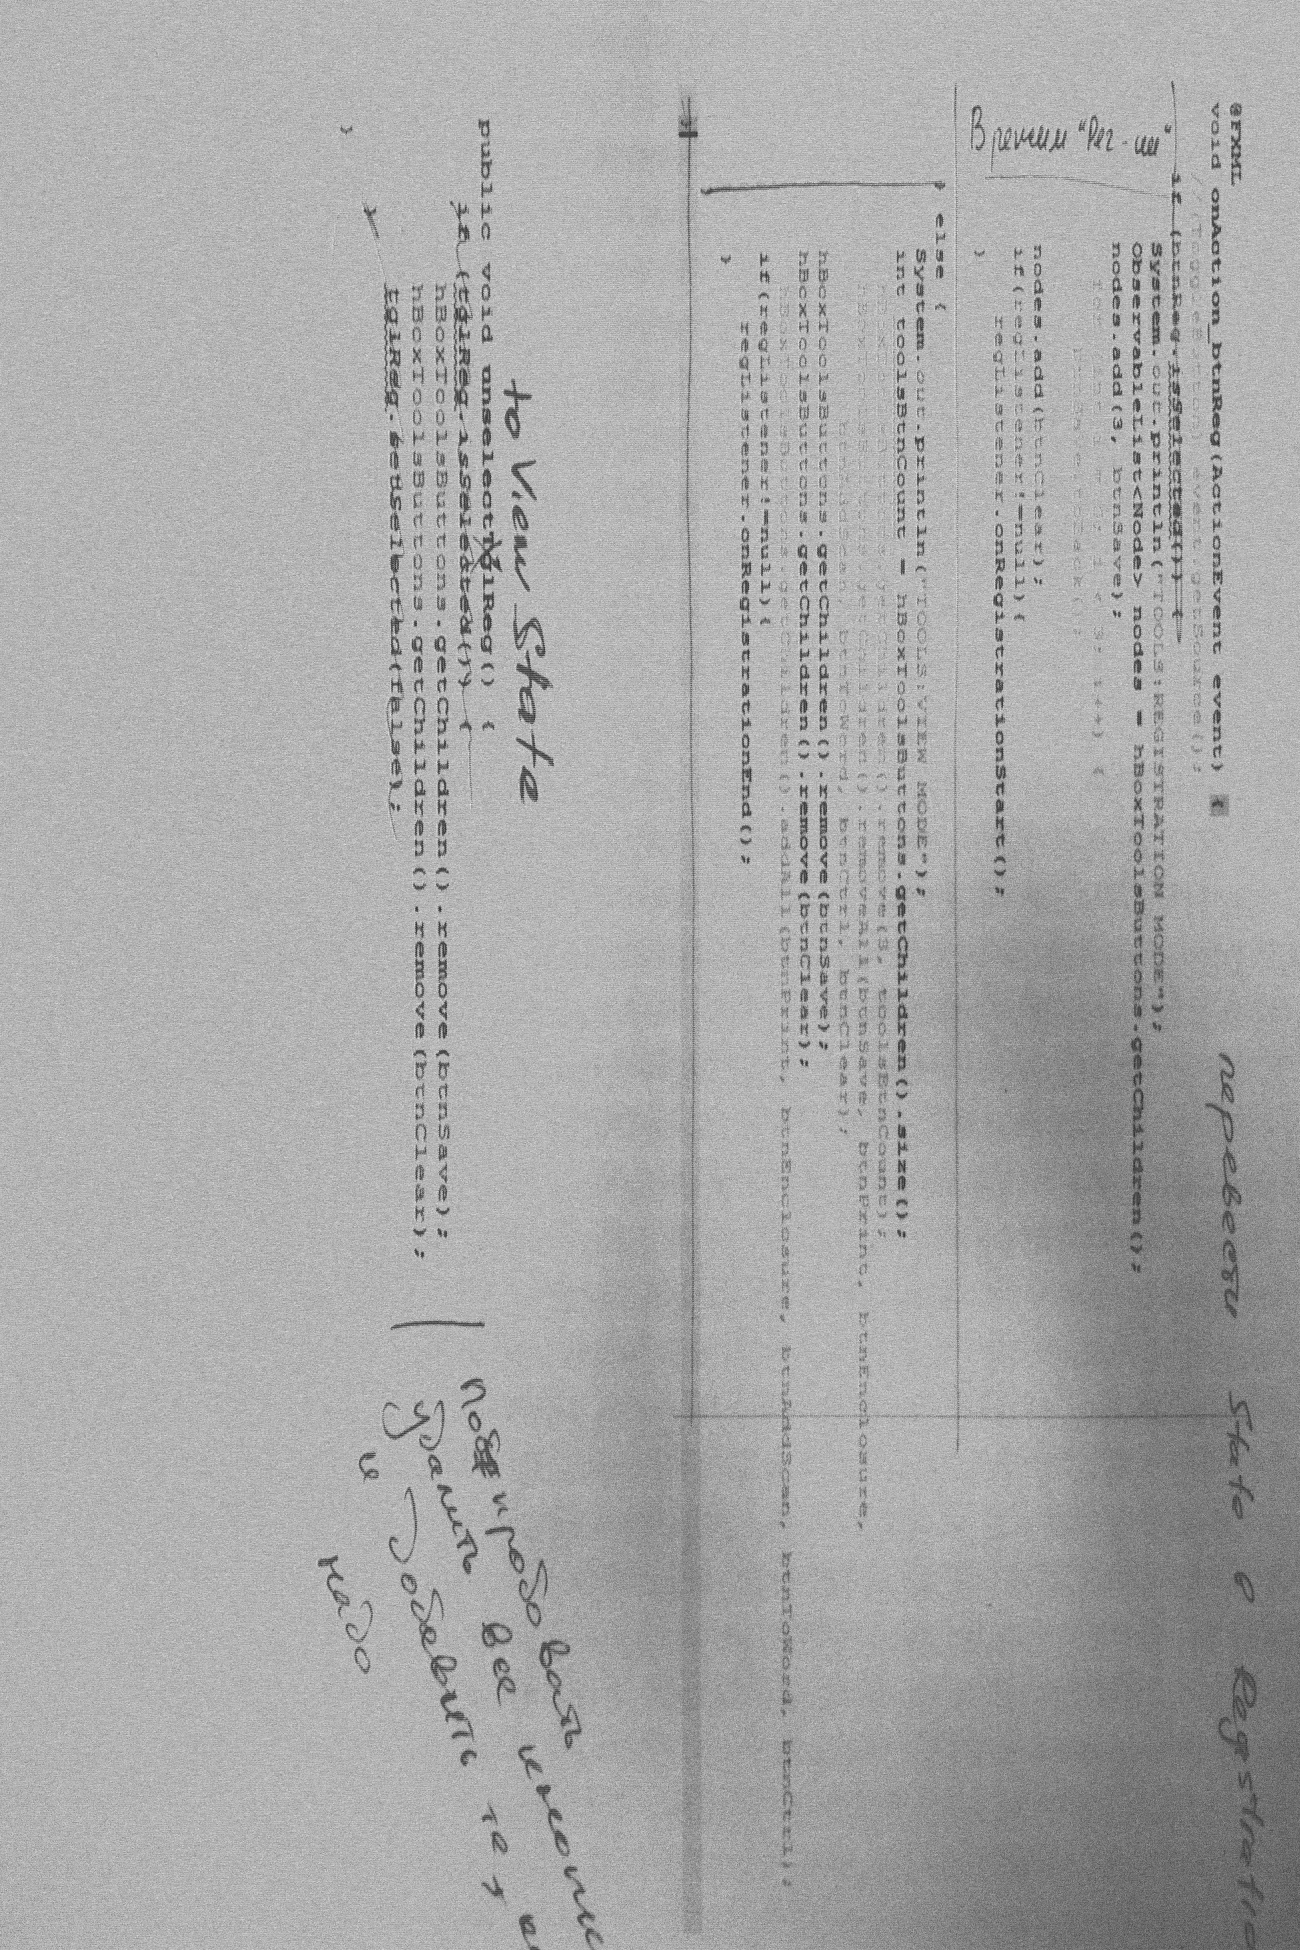 @FXML
void onAction_btnReg(ActionEvent event) {
перевести State в Registratio
//(ToggleButton) event.getSource();
if (btnReg.isSelected()) {
System.out.println("TOOLS:REGISTRATION MODE");
ObservableList<Node> nodes = hBoxToolsButtons.getChildren();
nodes.add(3, btnSave);
for(int i = 0; i < 3; i++) {
btnSave.toBack();
nodes.add(btnClear);
if(regListener!=null){
regListener.onRegistrationStart();
}
В режим "Рег-ии"
} else {
System.out.println("TOOLS:VIEW MODE");
int toolsBtnCount = hBoxToolsButtons.getChildren().size();
hBoxToolsButtons.getChildren().remove(3, toolsBtnCount);
hBoxToolsButtons.getChildren().removeAll(btnSave, btnPrint, btnEnclosure,
btnAddScan, btnToWord, btnCtrl, btnClear);
hBoxToolsButtons.getChildren().remove(btnSave);
hBoxToolsButtons.getChildren().remove(btnClear);
hBoxToolsButtons.getChildren().addAll(btnPrint, btnEnclosure, btnAddScan, btnToWord, btnCtrl);
if(regListener!=null){
regListener.onRegistrationEnd();
}
}
}
to View State
public void unselectTglReg() {
if (tglReg.isSelected()) {
hBoxToolsButtons.getChildren().remove(btnSave);
hBoxToolsButtons.getChildren().remove(btnClear);
tglReg.setSelected(false);
}
}
попробовать
удалить все
и добавить те,
надо